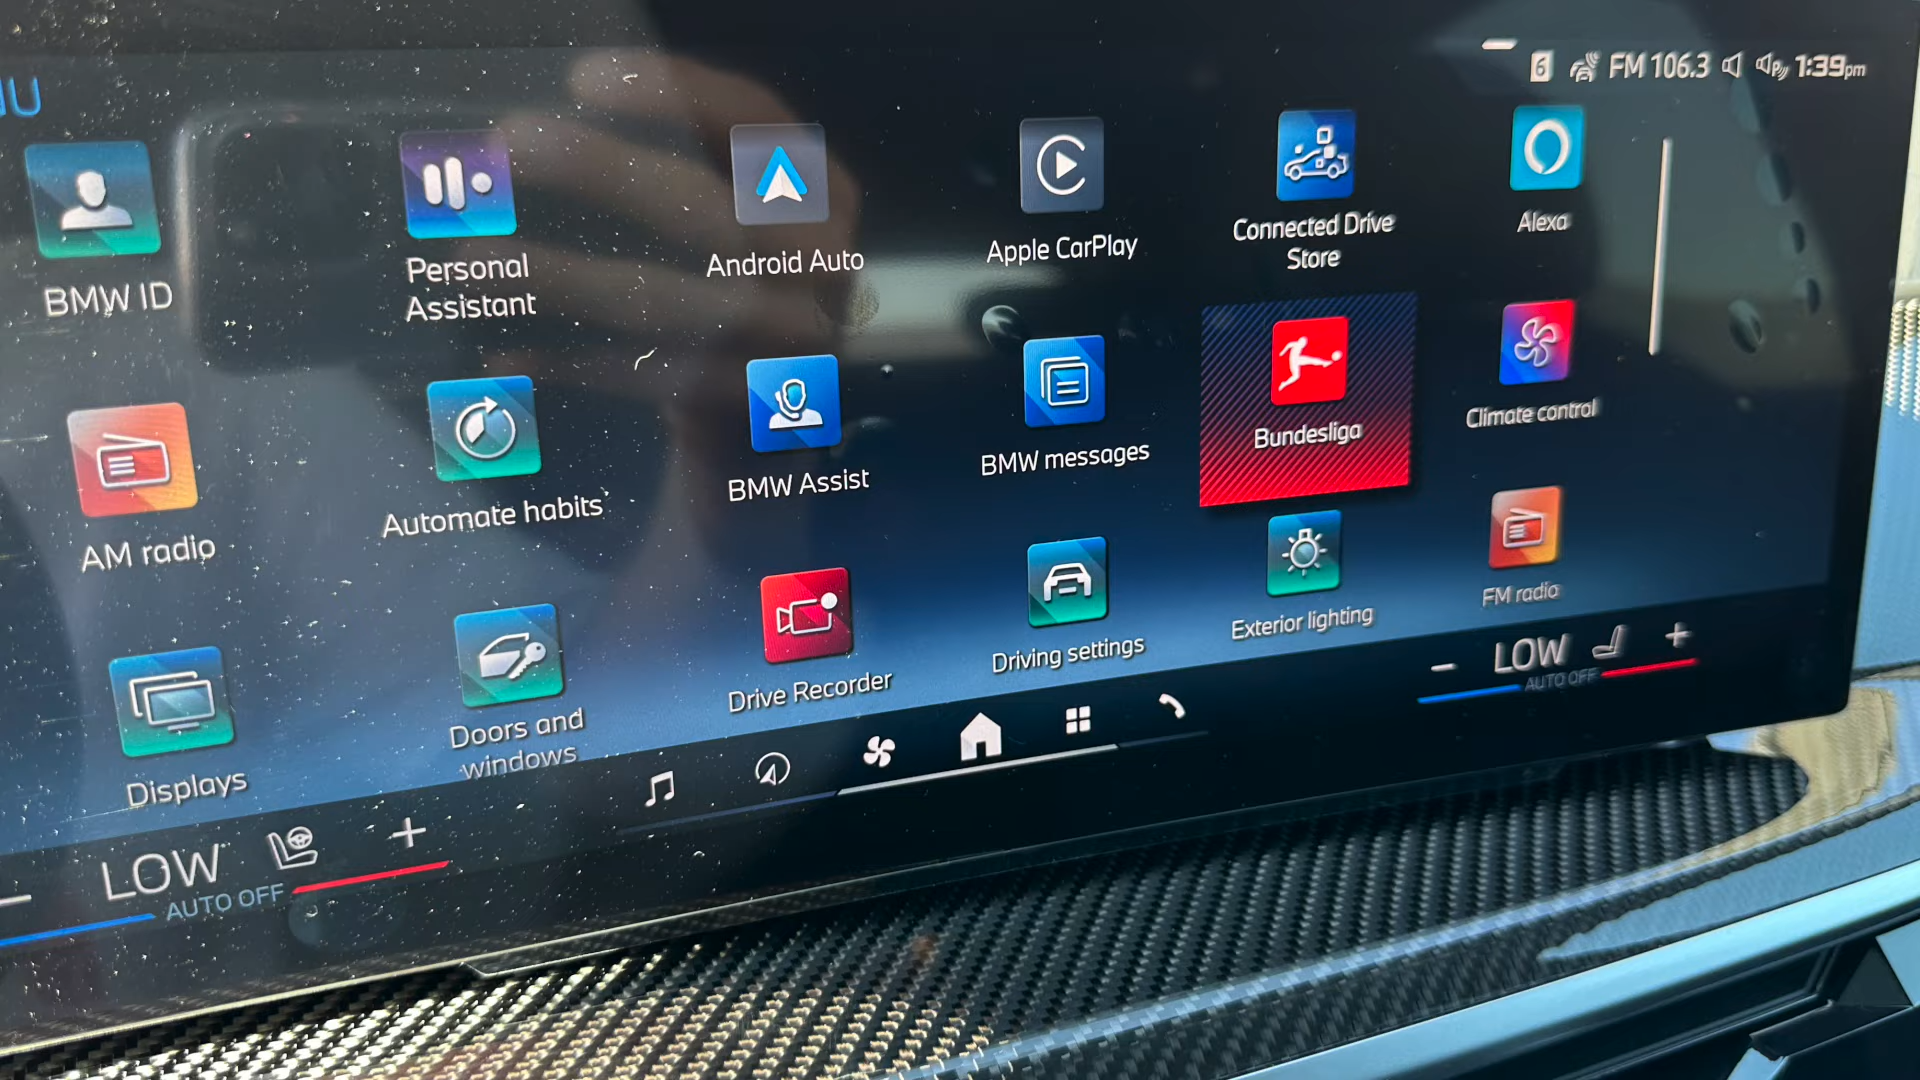 6 FM 106.3 1:39pm
BMW ID
Personal
Assistant
Android Auto
Apple CarPlay
Connected Drive
Store
Alexa
AM radio
Automate habits
BMW Assist
BMW messages
Bundesliga
Climate control
Displays
Doors and
windows
Drive Recorder
Driving settings
Exterior lighting
FM radio
LOW
AUTO OFF
LOW
AUTO OFF